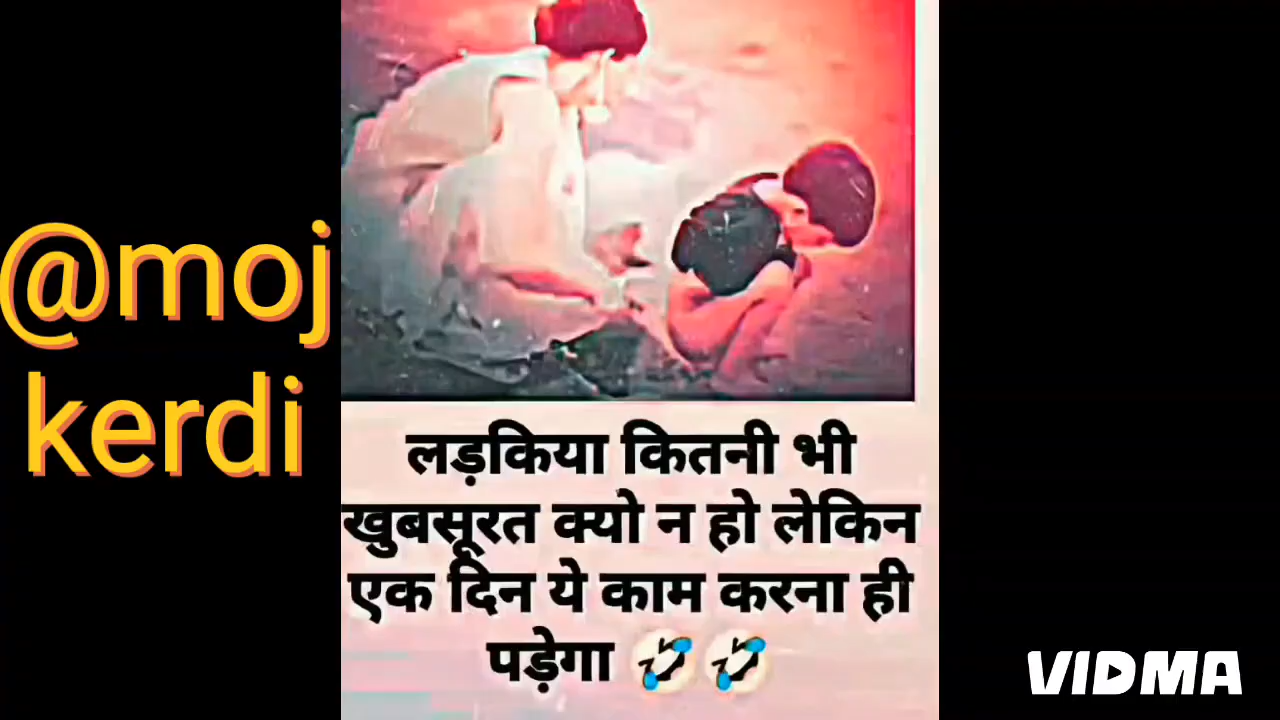 @moj
kerdi
लड़किया कितनी भी
खुबसूरत क्यो न हो लेकिन
एक दिन ये काम करना ही
पड़ेगा 🤣🤣
VIDMA